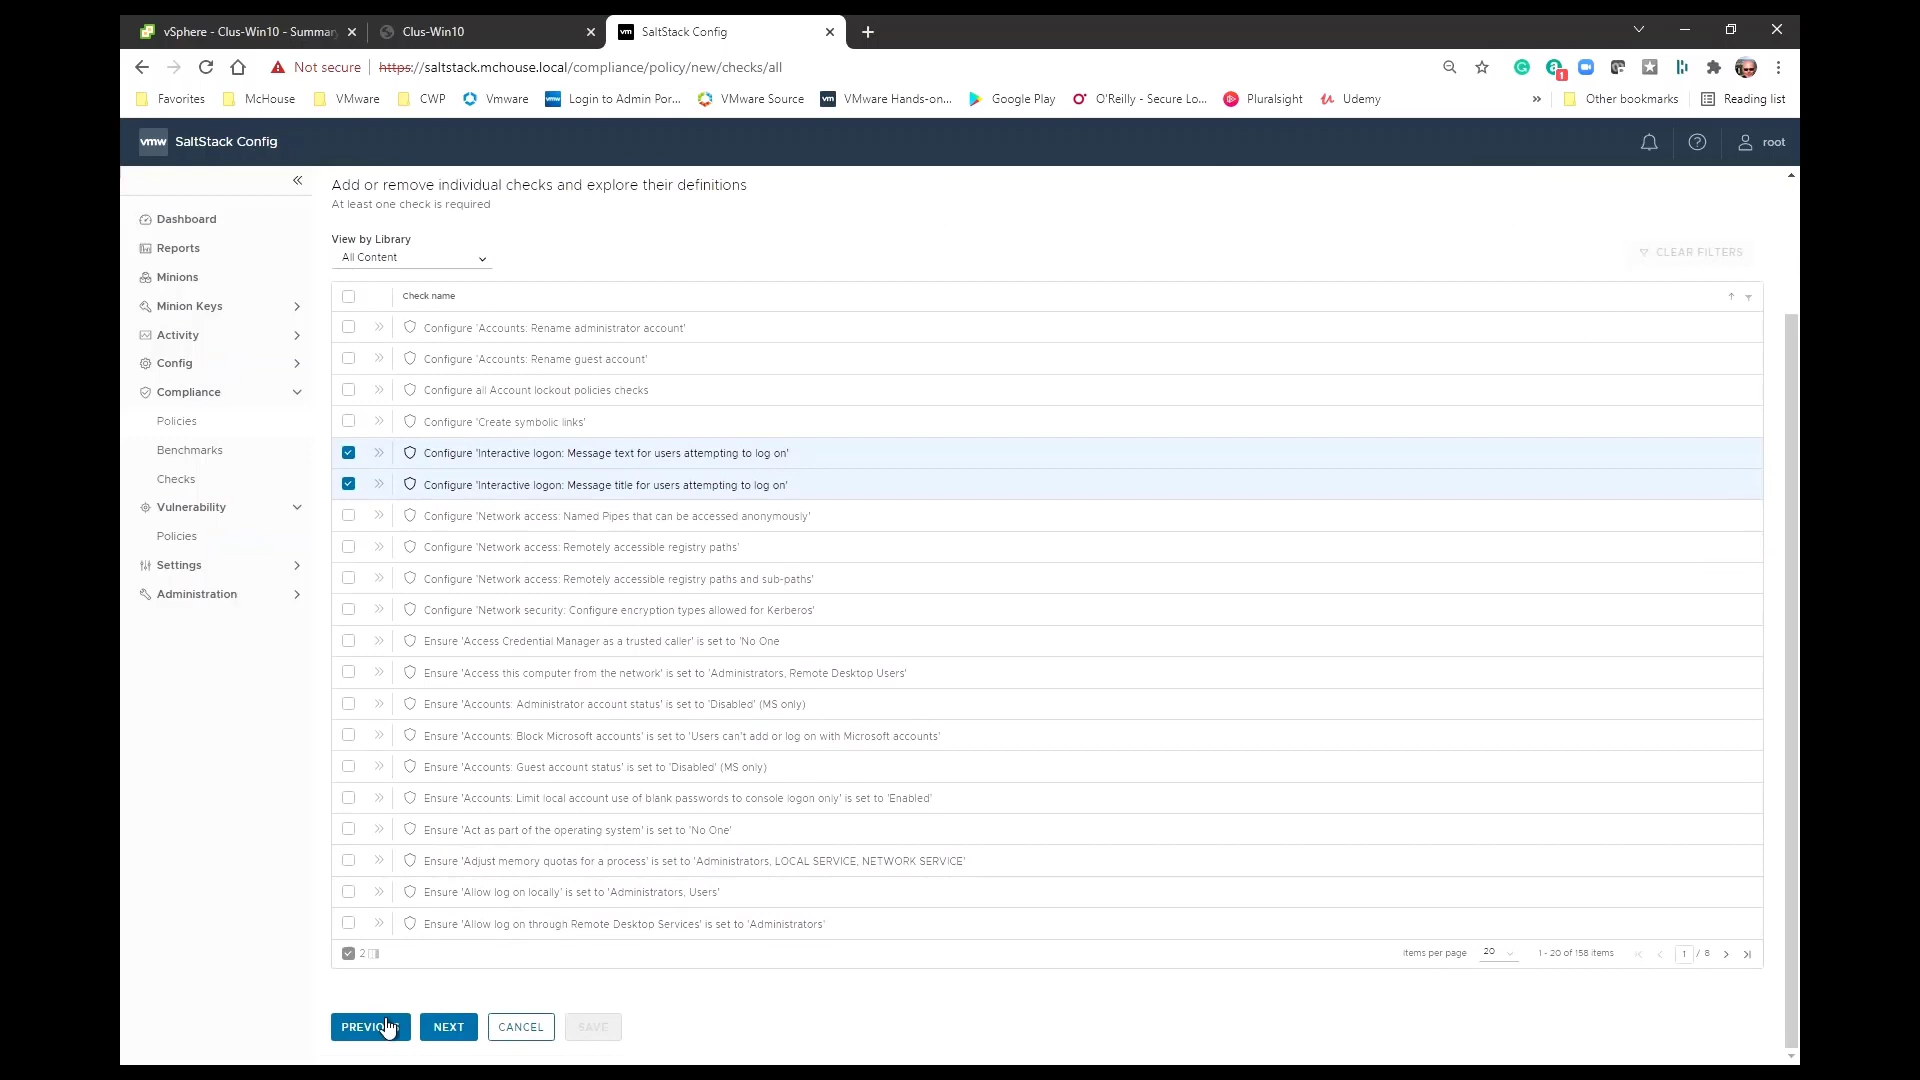 vSphere - Clus-Win10 - Summar
Clus-Win10
SaltStack Config
Not secure
https://saltstack.mchouse.local/compliance/policy/new/checks/all
1
Favorites
McHouse
VMware
CWP
Vmware
Login to Admin Por...
VMware Source
VMware Hands-on...
Google Play
O'Reilly - Secure Lo...
Pluralsight
Udemy
»
Other bookmarks
Reading list
vmw
SaltStack Config
root
Dashboard
Reports
Minions
Minion Keys
Activity
Config
Compliance
Policies
Benchmarks
Checks
Vulnerability
Policies
Settings
Administration
Add or remove individual checks and explore their definitions
At least one check is required
View by Library
All Content
CLEAR FILTERS
Check name
Configure 'Accounts: Rename administrator account'
Configure 'Accounts: Rename guest account'
Configure all Account lockout policies checks
Configure 'Create symbolic links'
Configure 'Interactive logon: Message text for users attempting to log on'
Configure 'Interactive logon: Message title for users attempting to log on'
Configure 'Network access: Named Pipes that can be accessed anonymously'
Configure 'Network access: Remotely accessible registry paths'
Configure 'Network access: Remotely accessible registry paths and sub-paths'
Configure 'Network security: Configure encryption types allowed for Kerberos'
Ensure 'Access Credential Manager as a trusted caller' is set to 'No One
Ensure 'Access this computer from the network' is set to 'Administrators, Remote Desktop Users'
Ensure 'Accounts: Administrator account status' is set to 'Disabled' (MS only)
Ensure 'Accounts: Block Microsoft accounts' is set to 'Users can't add or log on with Microsoft accounts'
Ensure 'Accounts: Guest account status' is set to 'Disabled' (MS only)
Ensure 'Accounts: Limit local account use of blank passwords to console logon only' is set to 'Enabled'
Ensure 'Act as part of the operating system' is set to 'No One'
Ensure 'Adjust memory quotas for a process' is set to 'Administrators, LOCAL SERVICE, NETWORK SERVICE'
Ensure 'Allow log on locally' is set to 'Administrators, Users'
Ensure 'Allow log on through Remote Desktop Services' is set to 'Administrators'
2
Items per page 20 1 - 20 of 158 items 1 / 8
PREVIOUS
NEXT
CANCEL
SAVE